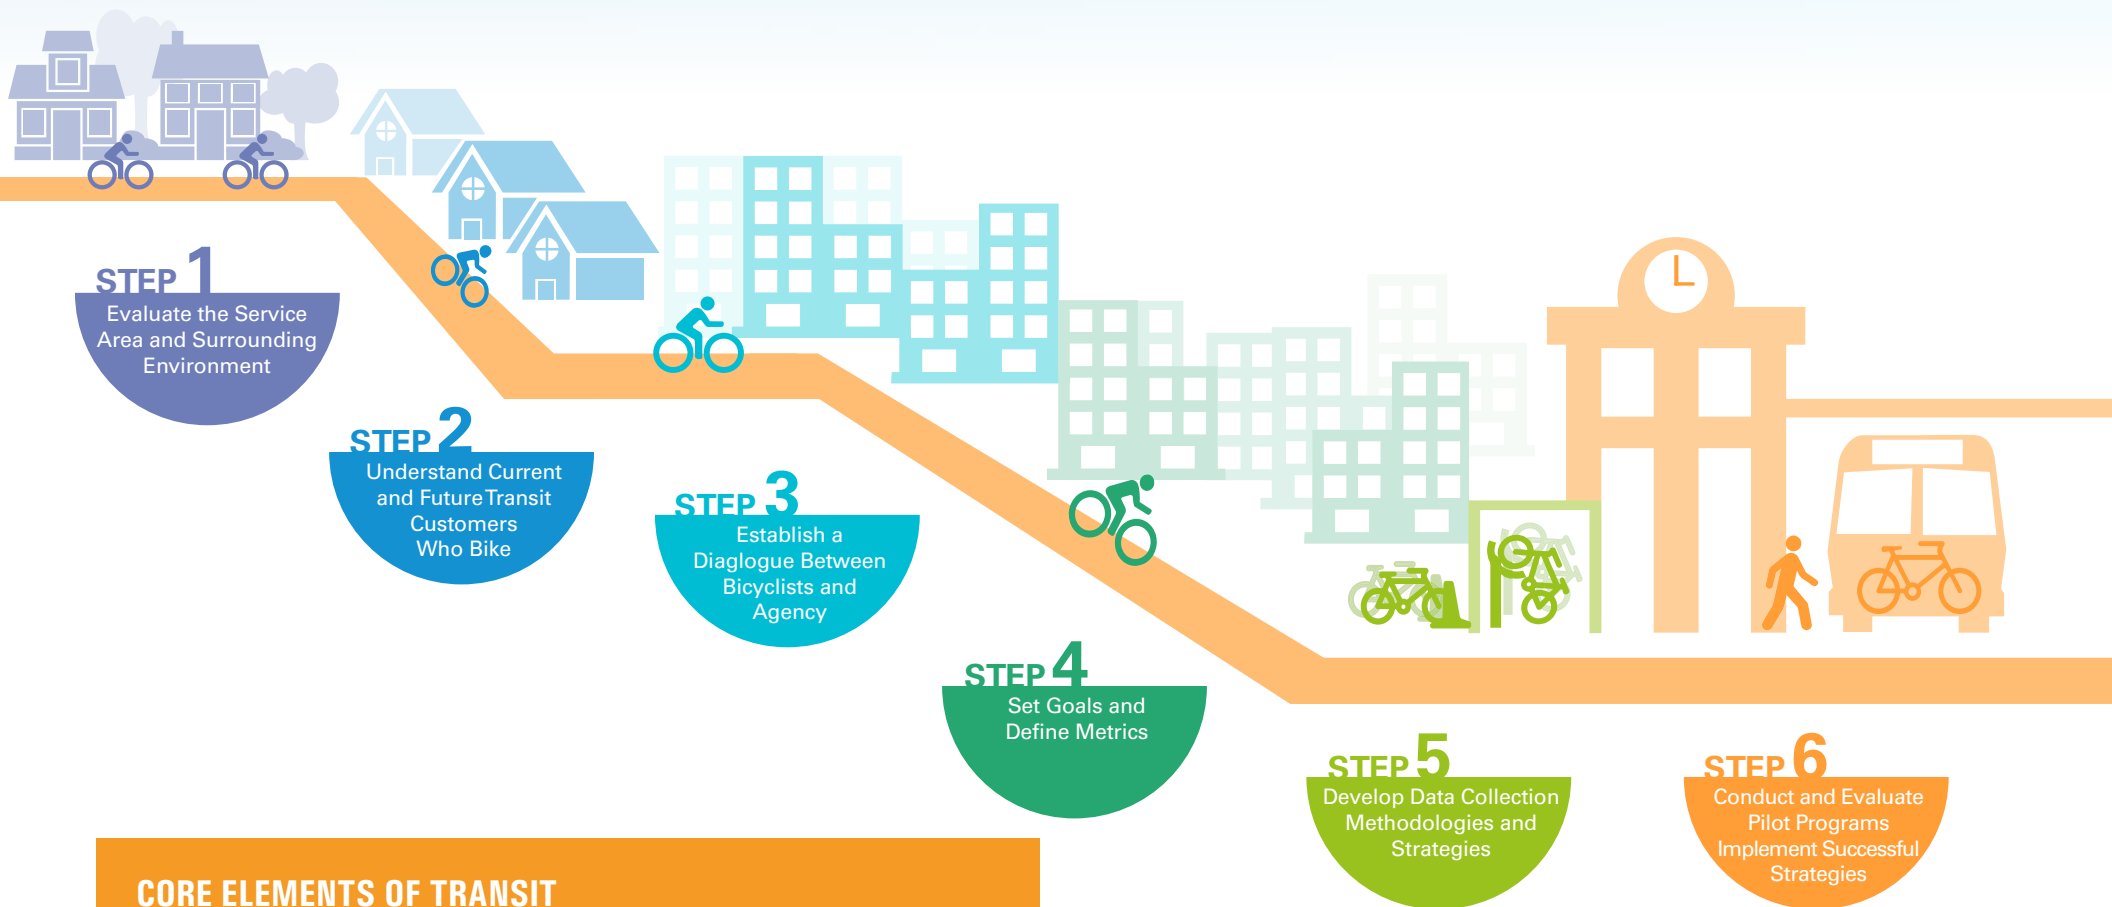 STEP 1
Evaluate the Service
Area and Surrounding
Environment
STEP 2
Understand Current
and Future Transit
Customers
Who Bike
STEP 3
Establish a
Diaglogue Between
Bicyclists and
Agency
STEP 4
Set Goals and
Define Metrics
STEP 5
Develop Data Collection
Methodologies and
Strategies
STEP 6
Conduct and Evaluate
Pilot Programs
Implement Successful
Strategies
CORE ELEMENTS OF TRANSIT